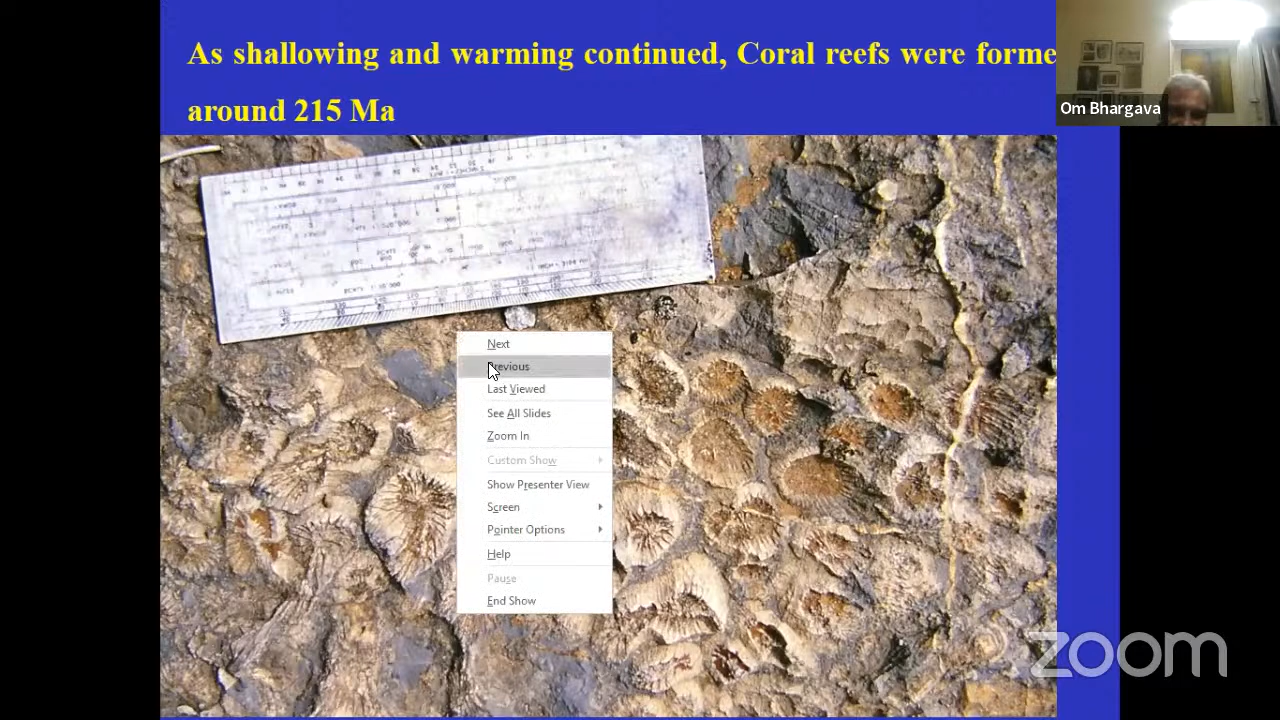 As shallowing and warming continued, Coral reefs were forme
around 215 Ma
Om Bhargava
Next
Previous
Last Viewed
See All Slides
Zoom In
Custom Show
Show Presenter View
Screen
Pointer Options
Help
Pause
End Show
zoom